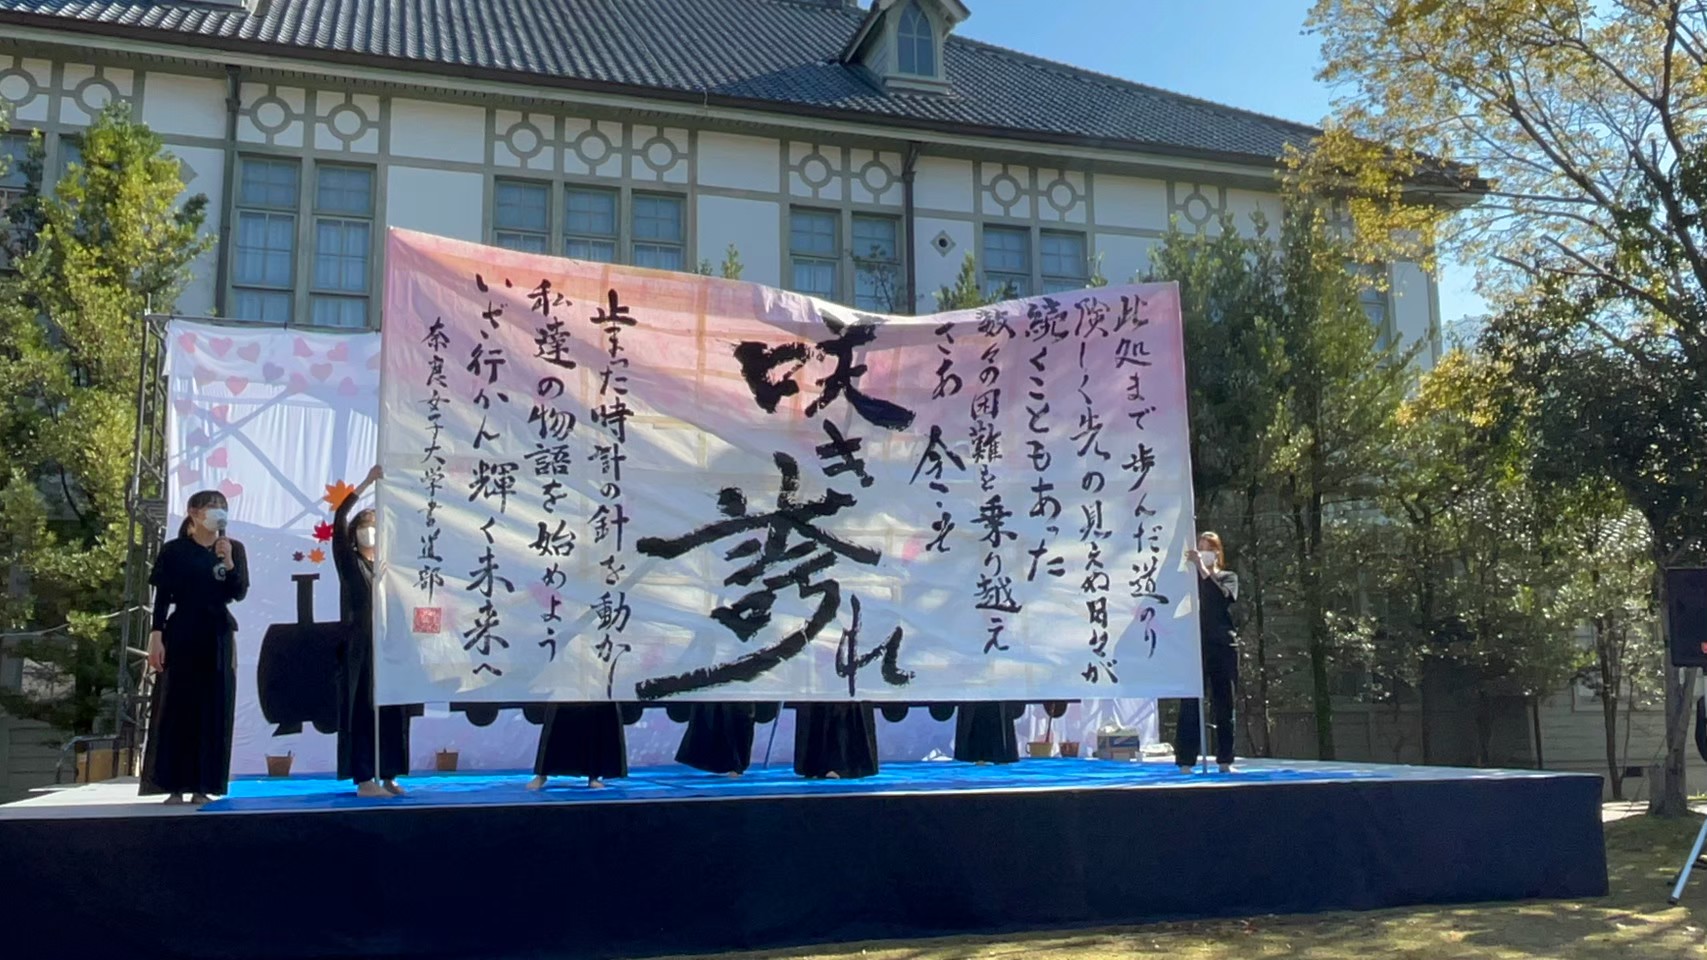 此処まで歩んだ道のり
険しく先の見えぬ日々が
続くこともあった
数々の困難を乗り越え
さあ 今こそ
咲き誇れ
止まった時計の針を動かし
私達の物語を始めよう
いざ行かん輝く未来へ
奈良女子大学書道部